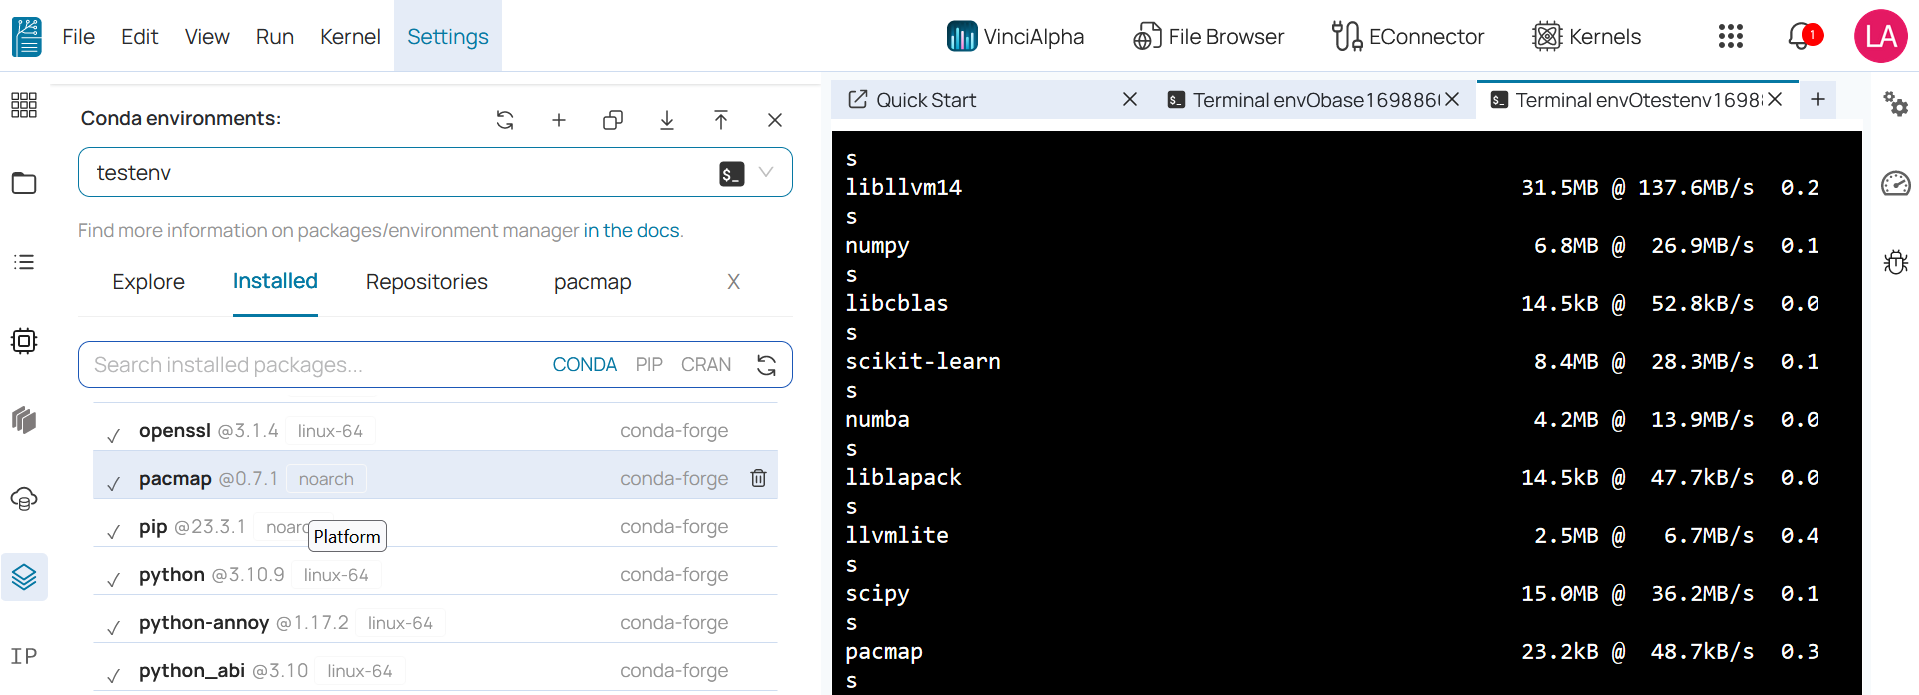 File Edit View Run Kernel Settings VinciAlpha File Browser EConnector Kernels 1 LA
Conda environments:
testenv $_
Find more information on packages/environment manager in the docs.
Explore Installed Repositories pacmap X
Search installed packages... CONDA PIP CRAN
openssl @3.1.4 linux-64 conda-forge
pacmap @0.7.1 noarch conda-forge
pip @23.3.1 noarc conda-forge
Platform
python @3.10.9 linux-64 conda-forge
python-annoy @1.17.2 linux-64 conda-forge
python_abi @3.10 linux-64 conda-forge
IP
Quick Start Terminal envObase169886 Terminal envOtestenv1698
s
libllvm14 31.5MB @ 137.6MB/s 0.2
s
numpy 6.8MB @ 26.9MB/s 0.1
s
libcblas 14.5kB @ 52.8kB/s 0.0
s
scikit-learn 8.4MB @ 28.3MB/s 0.1
s
numba 4.2MB @ 13.9MB/s 0.0
s
liblapack 14.5kB @ 47.7kB/s 0.0
s
llvmlite 2.5MB @ 6.7MB/s 0.4
s
scipy 15.0MB @ 36.2MB/s 0.1
s
pacmap 23.2kB @ 48.7kB/s 0.3
s